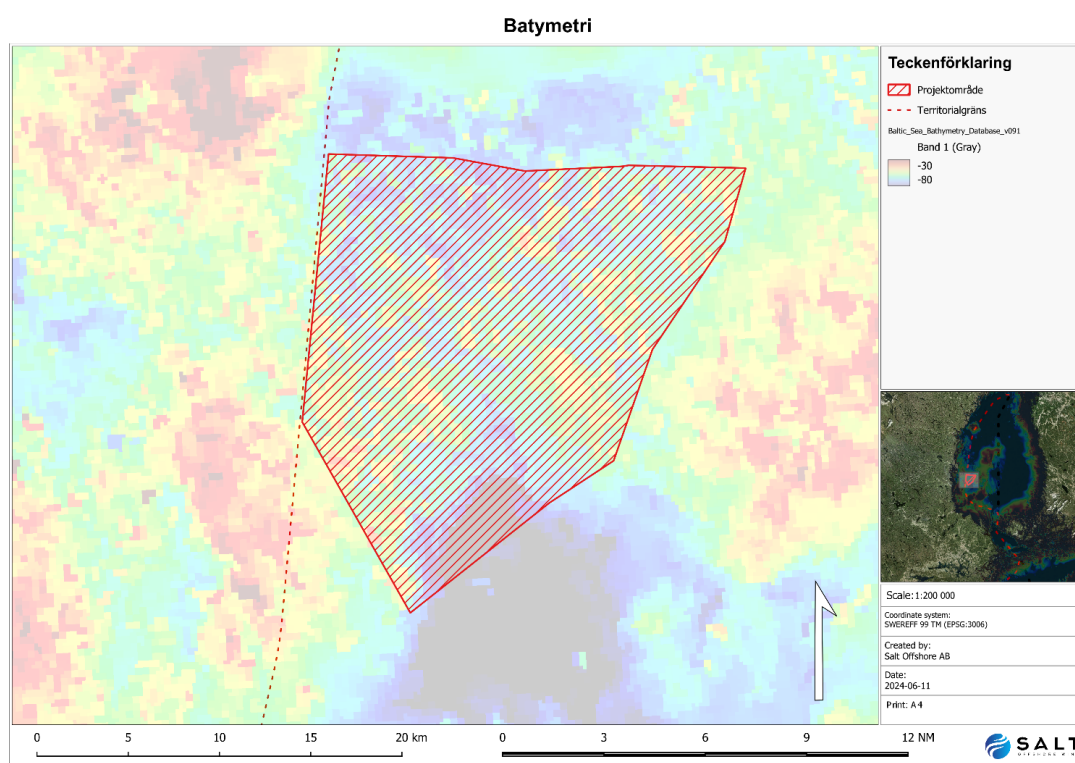 Batymetri
Teckenförklaring
Projektområde
Territorialgräns
Baltic_Sea_Bathymetry_Database_v091
Band 1 (Gray)
-30
-80
Scale: 1:200 000
Coordinate system:
SWEREFF 99 TM (EPSG:3006)
Created by:
Salt Offshore AB
Date:
2024-06-11
Print: A4
0 5 10 15 20 km
0 3 6 9 12 NM
SALT